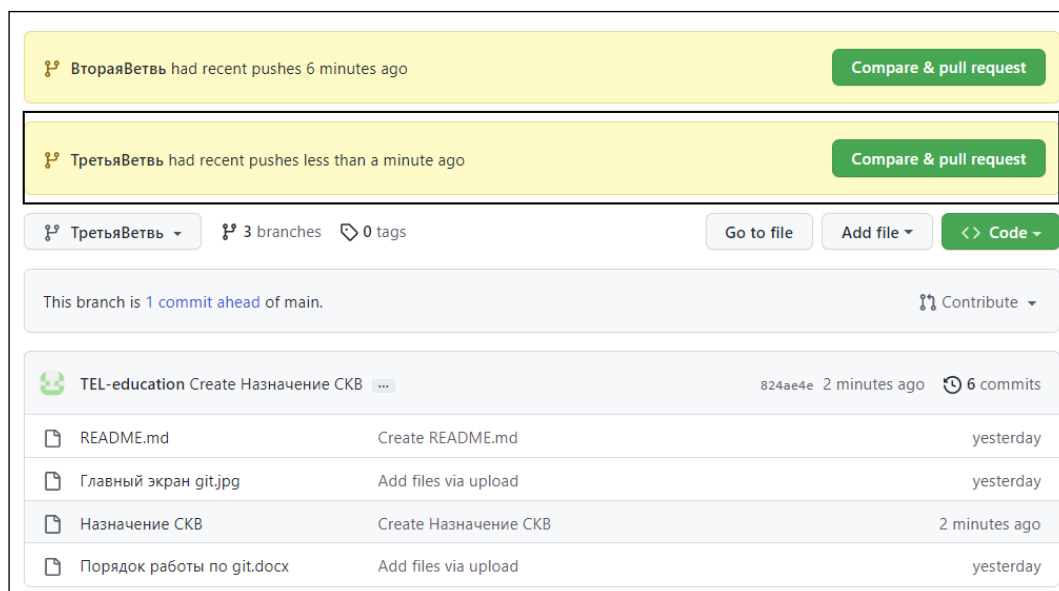 ВтораяВетвь had recent pushes 6 minutes ago Compare & pull request
ТретьяВетвь had recent pushes less than a minute ago Compare & pull request
ТретьяВетвь 3 branches 0 tags Go to file Add file <> Code
This branch is 1 commit ahead of main. Contribute
TEL-education Create Назначение СКВ ... 824ae4e 2 minutes ago 6 commits
README.md Create README.md yesterday
Главный экран git.jpg Add files via upload yesterday
Назначение СКВ Create Назначение СКВ 2 minutes ago
Порядок работы по git.docx Add files via upload yesterday